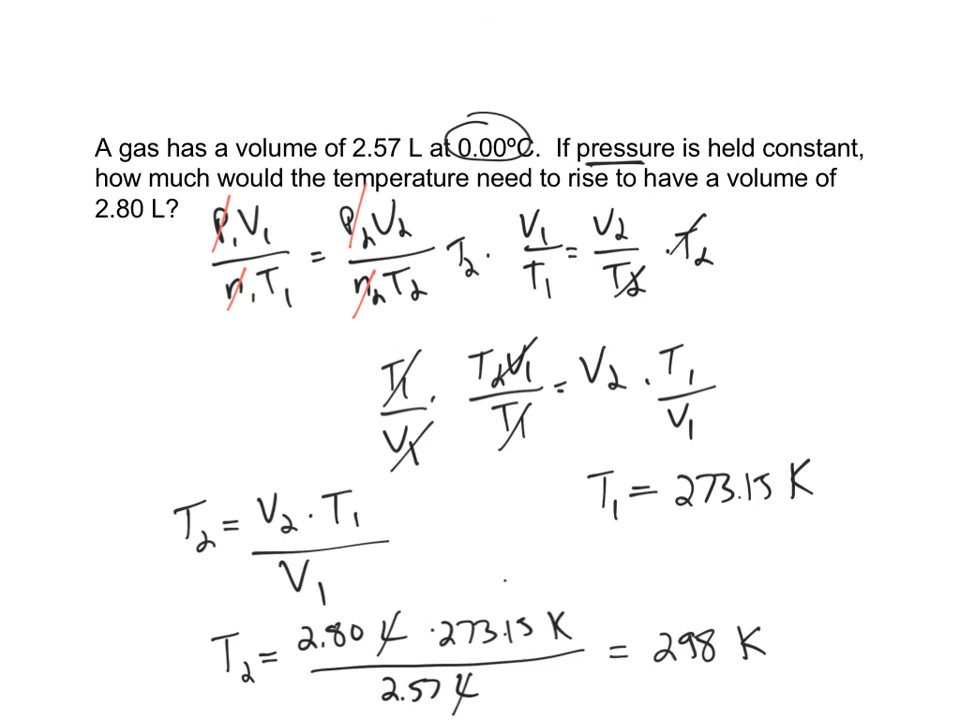 A gas has a volume of 2.57 L at 0.00ºC. If pressure is held constant,
how much would the temperature need to rise to have a volume of
2.80 L?
P₁V₁/n₁T₁ = P₂V₂/n₂T₂ T₂ · V₁/T₁ = V₂/T₂ · T₂
T₁/V₁ · T₂V₁/T₁ = V₂ · T₁/V₁
T₁ = 273.15 K
T₂ = V₂ · T₁/V₁
T₂ = 2.80 L · 273.15 K/2.57 L = 298 K